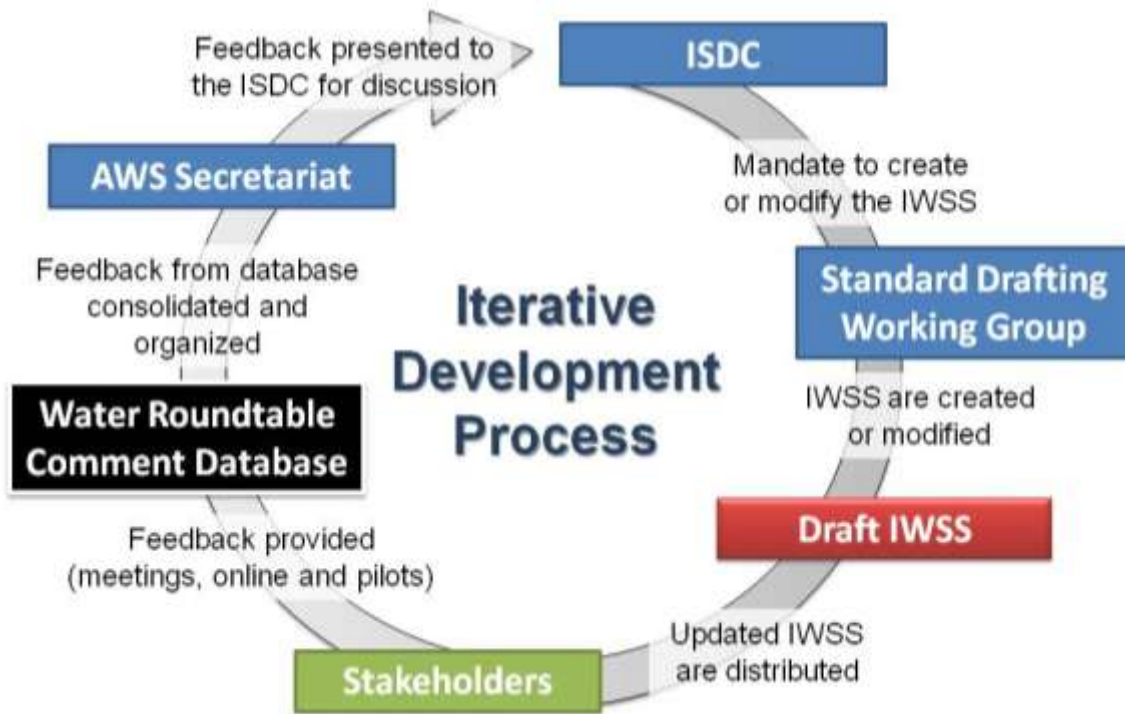 Feedback presented to
the ISDC for discussion
ISDC
Mandate to create
or modify the IWSS
Standard Drafting
Working Group
IWSS are created
or modified
Draft IWSS
Updated IWSS
are distributed
Stakeholders
Feedback provided
(meetings, online and pilots)
Water Roundtable
Comment Database
Feedback from database
consolidated and
organized
AWS Secretariat
Iterative
Development
Process